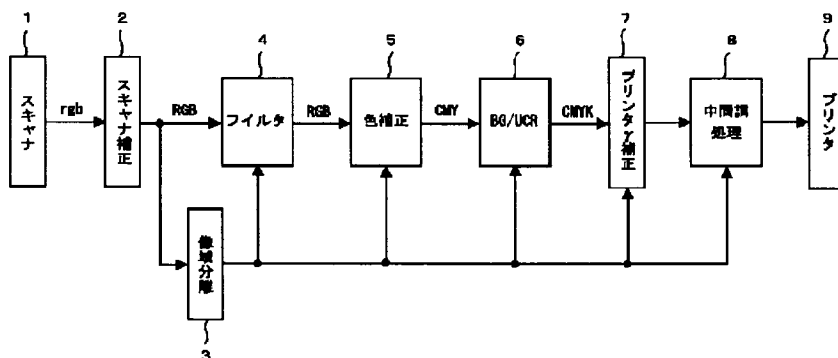 1
2
4
5
6
7
8
9
スキャナ
rgb
スキャナ補正
RGB
フイルタ
RGB
色補正
CMY
BG/UCR
CMYK
プリンタγ補正
中間調
処理
プリンタ
像域分離
3